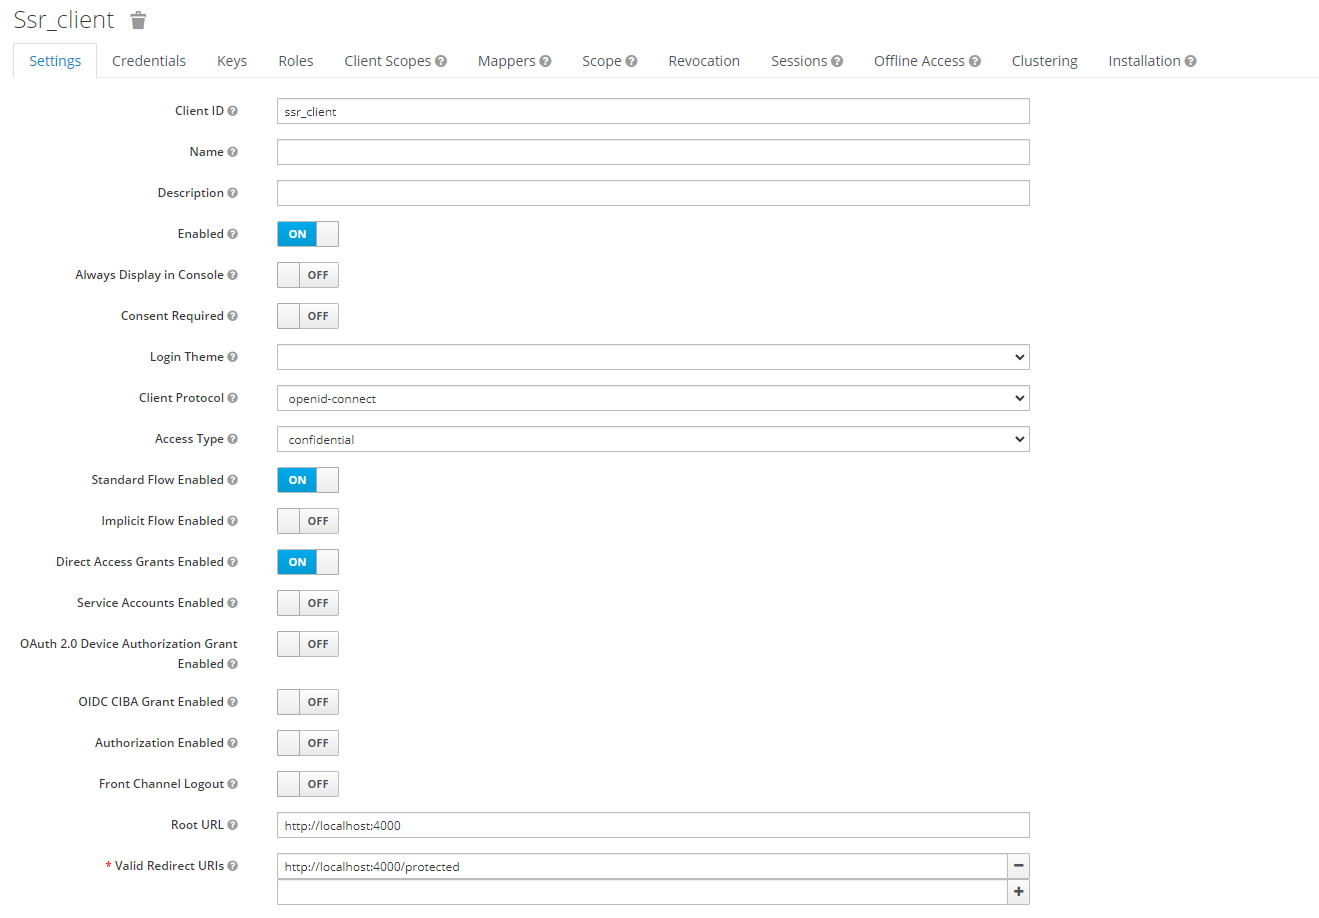 Ssr_client
Settings Credentials Keys Roles Client Scopes Mappers Scope Revocation Sessions Offline Access Clustering Installation
Client ID ssr_client
Name
Description
Enabled ON
Always Display in Console OFF
Consent Required OFF
Login Theme
Client Protocol openid-connect
Access Type confidential
Standard Flow Enabled ON
Implicit Flow Enabled OFF
Direct Access Grants Enabled ON
Service Accounts Enabled OFF
OAuth 2.0 Device Authorization Grant OFF
Enabled
OIDC CIBA Grant Enabled OFF
Authorization Enabled OFF
Front Channel Logout OFF
Root URL http://localhost:4000
* Valid Redirect URIs http://localhost:4000/protected